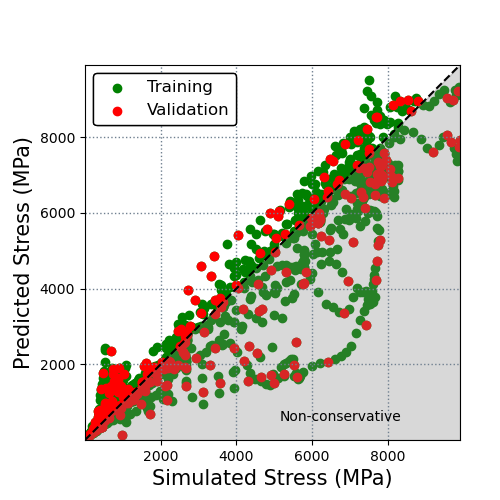 Training
Validation
8000
6000
4000
2000
Predicted Stress (MPa)
Non-conservative
2000 4000 6000 8000
Simulated Stress (MPa)